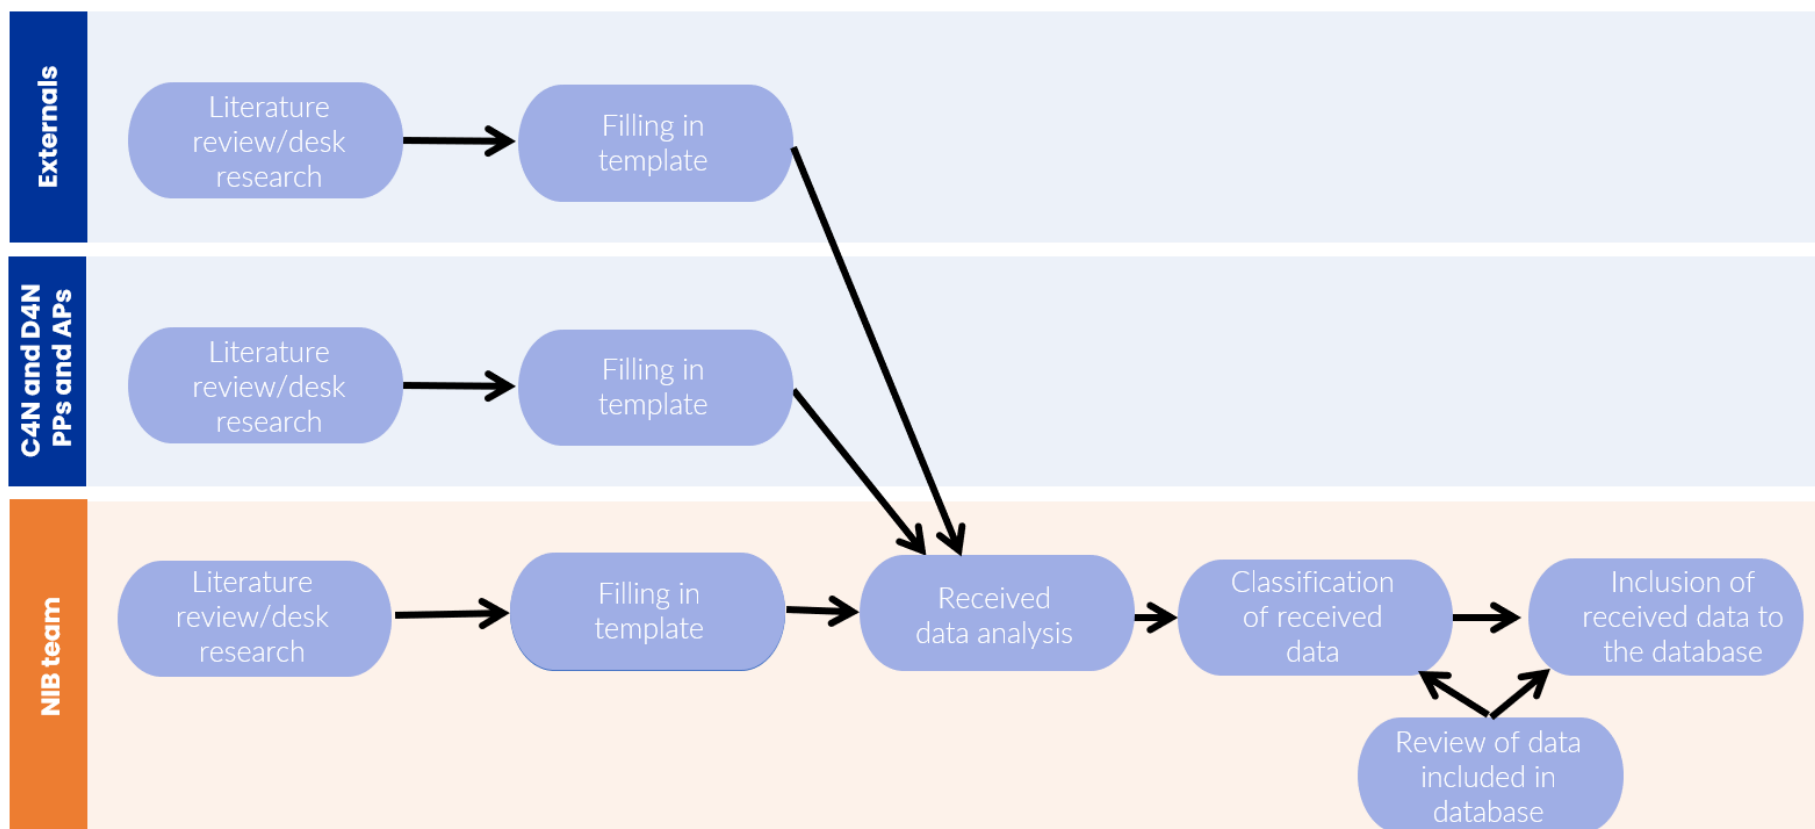 Externals
Literature
review/desk
research
Filling in
template
C4N and D4N
PPs and APs
Literature
review/desk
research
Filling in
template
NIB team
Literature
review/desk
research
Filling in
template
Received
data analysis
Classification
of received
data
Inclusion of
received data to
the database
Review of data
included in
database